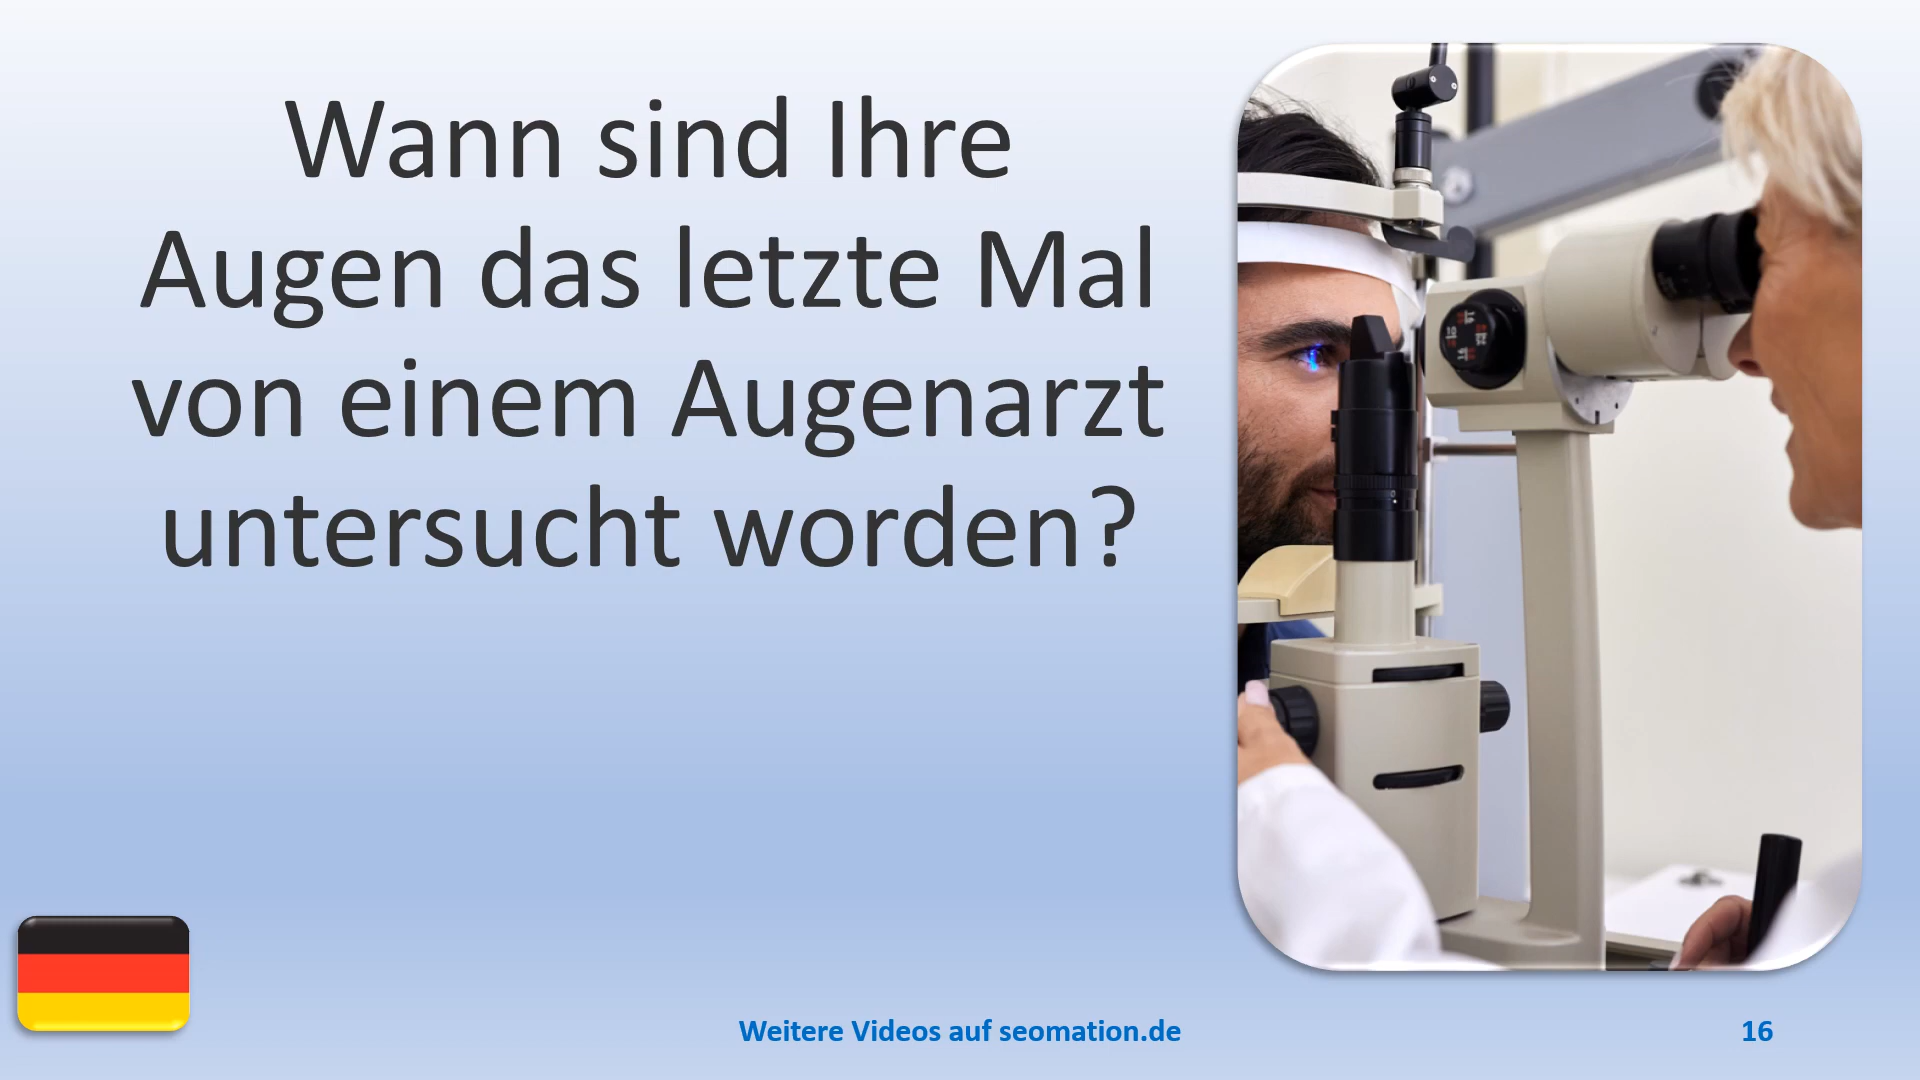 Wann sind Ihre
Augen das letzte Mal
von einem Augenarzt
untersucht worden?
Weitere Videos auf seomation.de
16